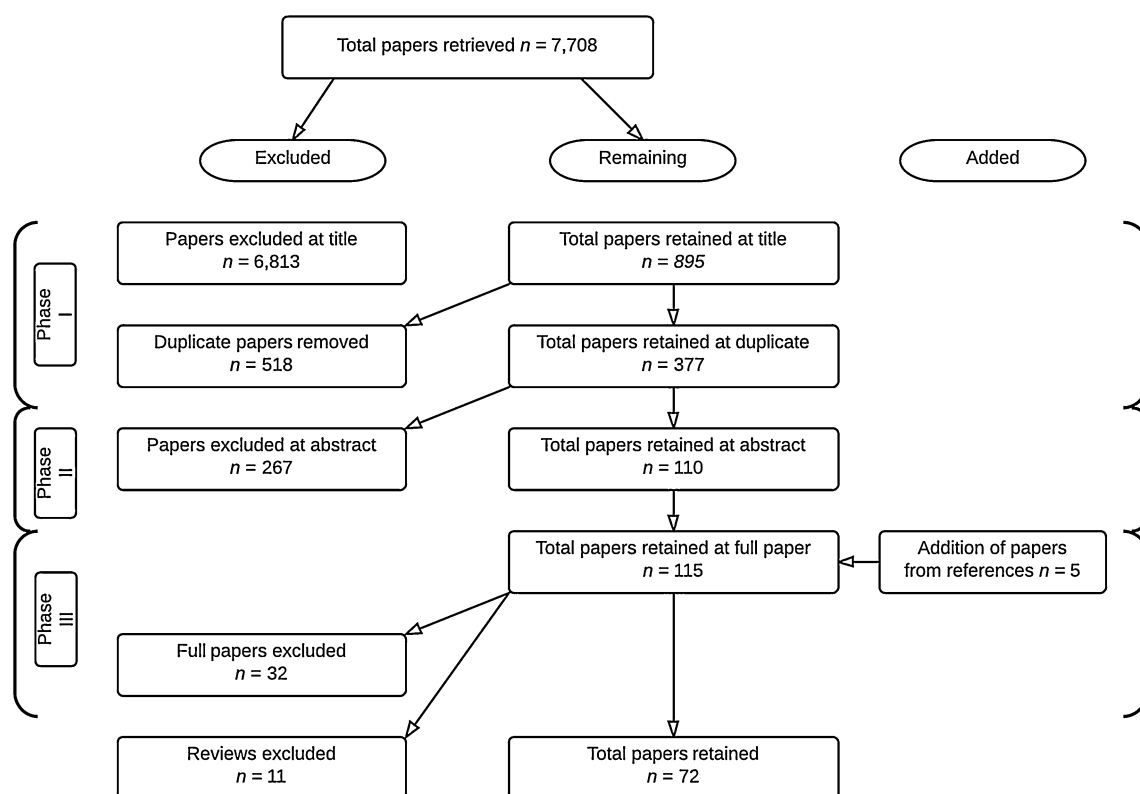 Total papers retrieved n = 7,708
Excluded
Remaining
Added
Phase
I
Papers excluded at title
n = 6,813
Total papers retained at title
n = 895
Duplicate papers removed
n = 518
Total papers retained at duplicate
n = 377
Phase
II
Papers excluded at abstract
n = 267
Total papers retained at abstract
n = 110
Phase
III
Total papers retained at full paper
n = 115
Addition of papers
from references n = 5
Full papers excluded
n = 32
Reviews excluded
n = 11
Total papers retained
n = 72